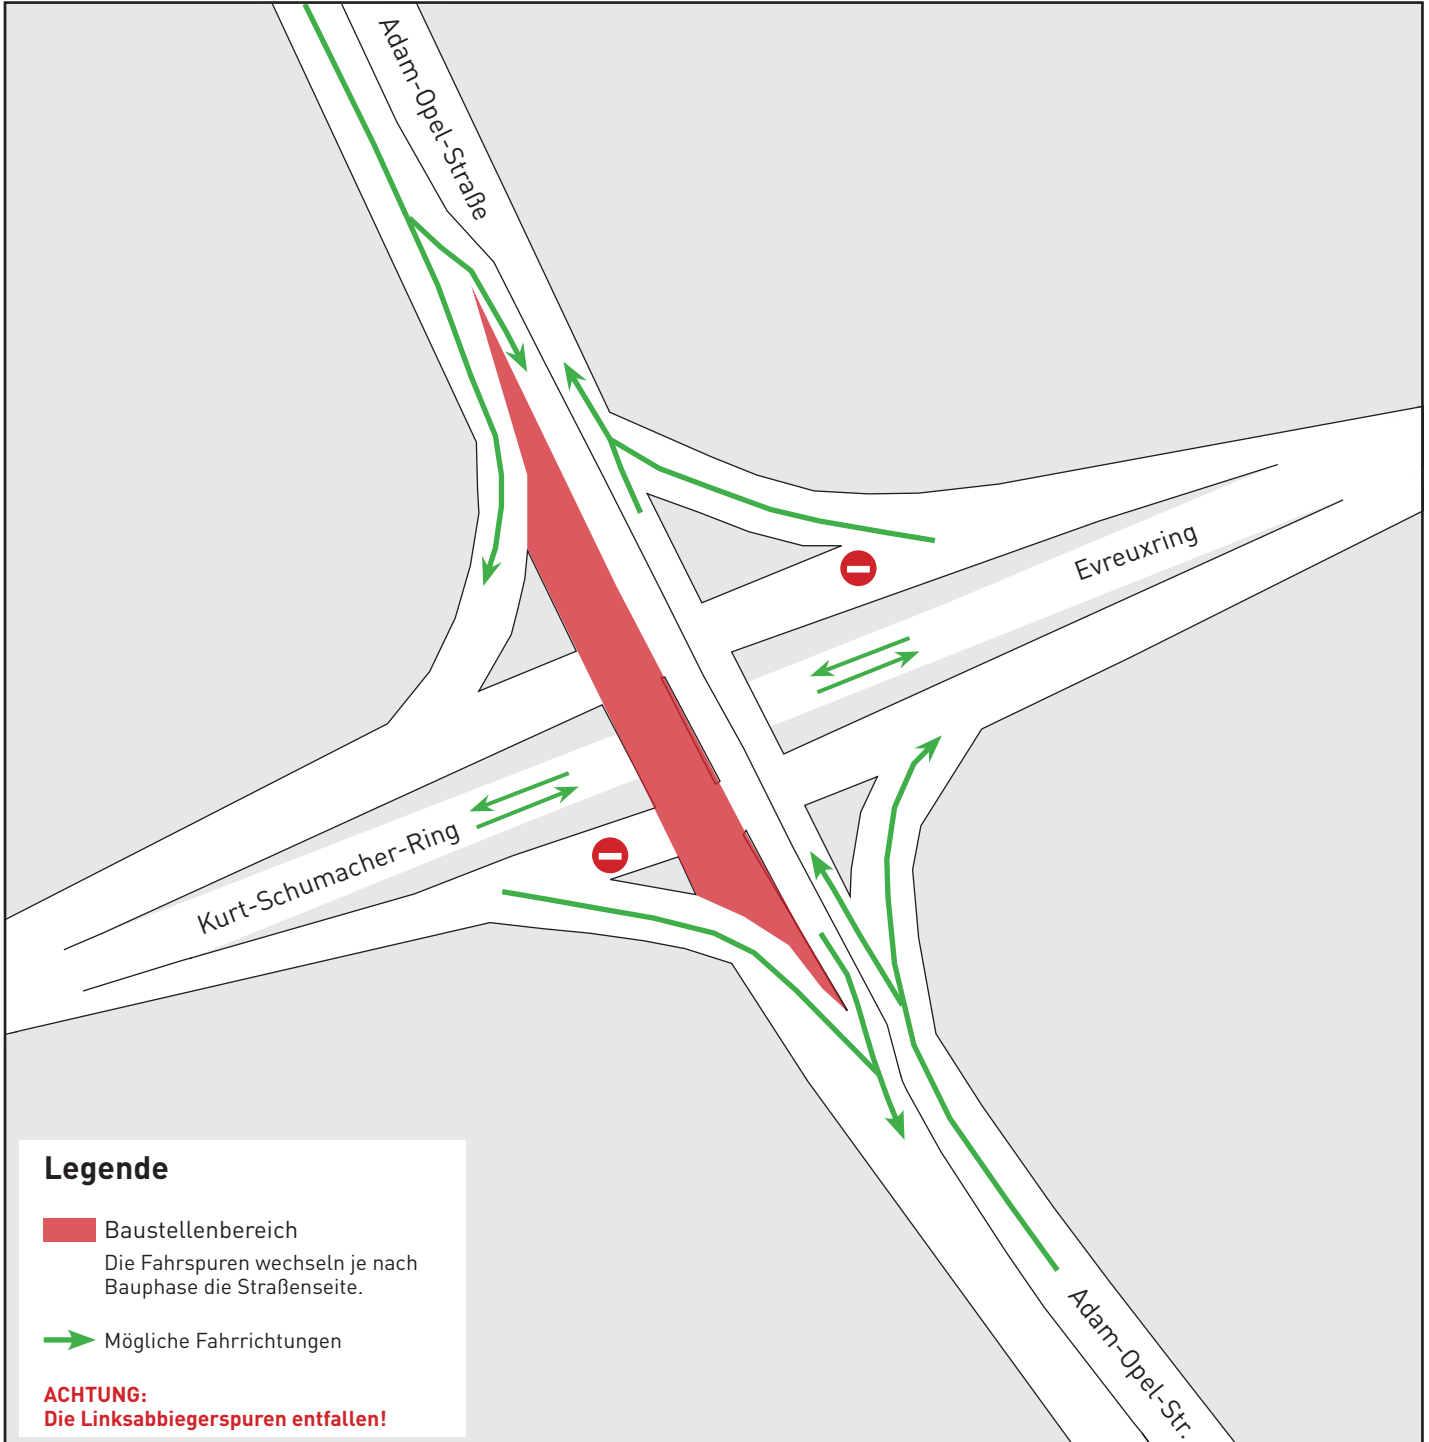 Adam-Opel-Straße
Evreuxring
Kurt-Schumacher-Ring
Adam-Opel-Str.
Legende
Baustellenbereich
Die Fahrspuren wechseln je nach
Bauphase die Straßenseite.
Mögliche Fahrrichtungen
ACHTUNG:
Die Linksabbiegerspuren entfallen!